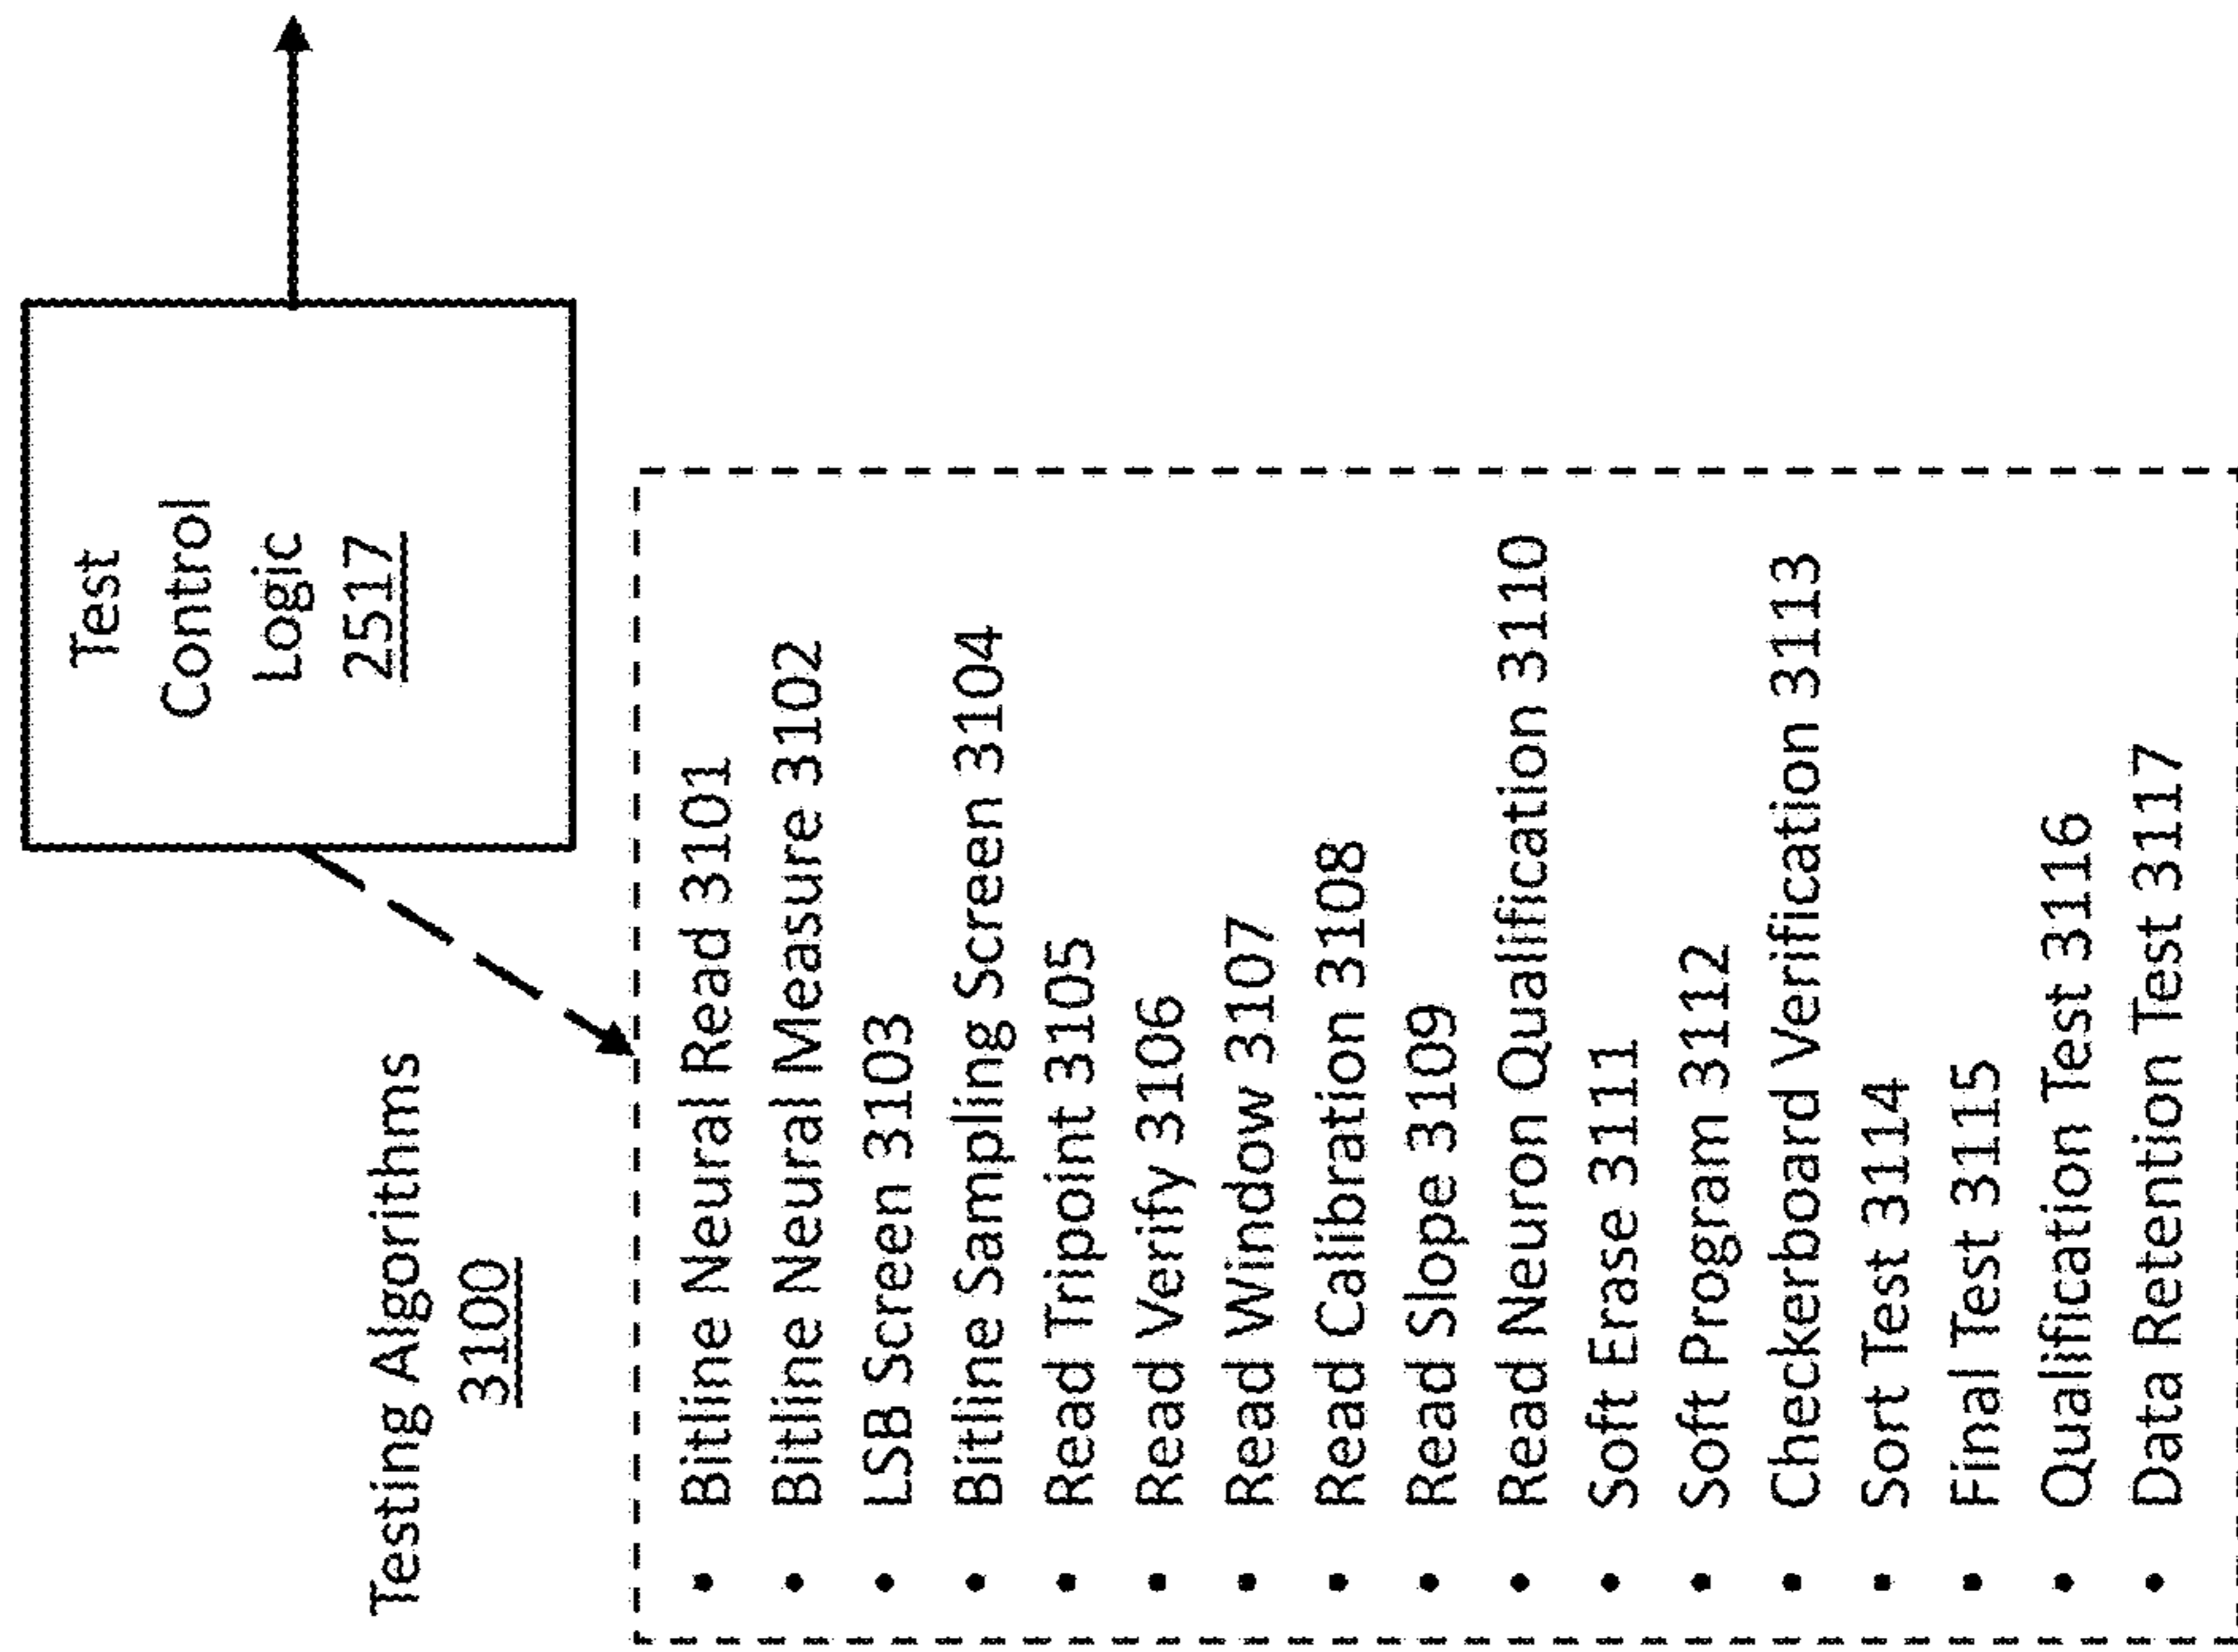 Test
Control
Logic
2517
Testing Algorithms
3100
• Bitline Neural Read 3101
• Bitline Neural Measure 3102
• LSB Screen 3103
• Bitline Sampling Screen 3104
• Read Tripoint 3105
• Read Verify 3106
• Read Window 3107
• Read Calibration 3108
• Read Slope 3109
• Read Neuron Qualification 3110
• Soft Erase 3111
• Soft Program 3112
• Checkerboard Verification 3113
• Sort Test 3114
• Final Test 3115
• Qualification Test 3116
• Data Retention Test 3117